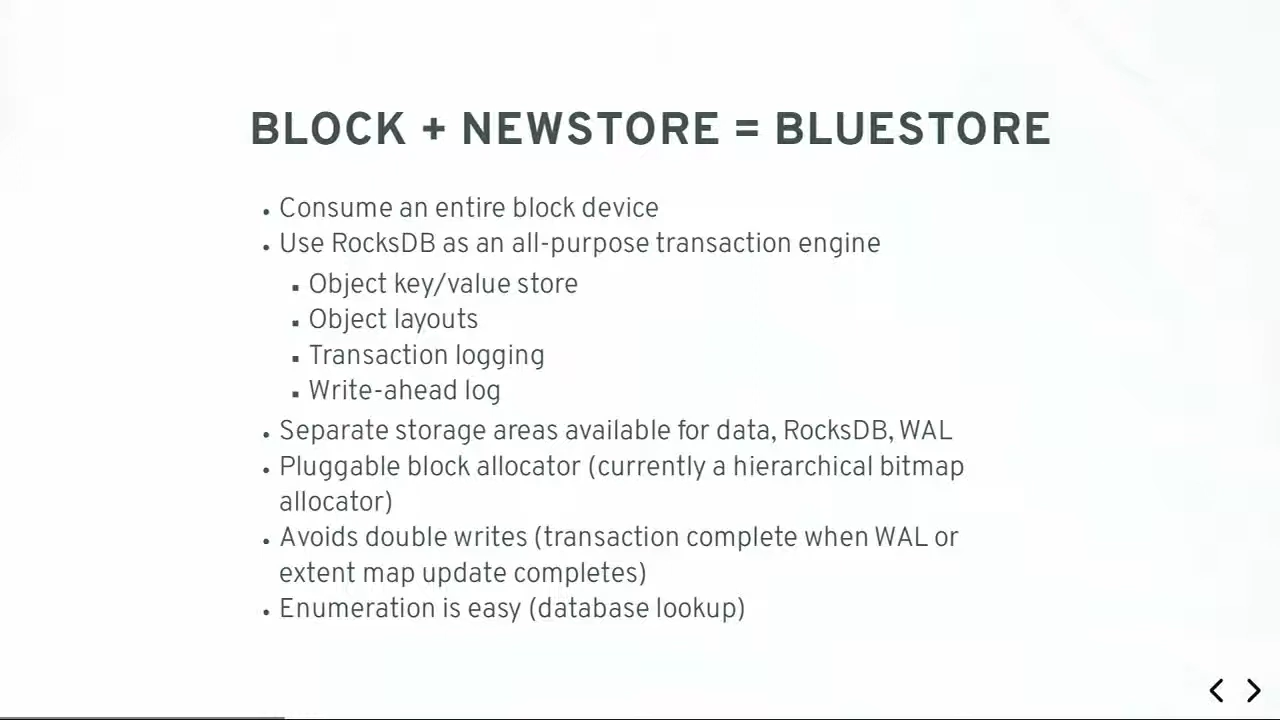 BLOCK + NEWSTORE = BLUESTORE
• Consume an entire block device
• Use RocksDB as an all-purpose transaction engine
▪ Object key/value store
▪ Object layouts
▪ Transaction logging
▪ Write-ahead log
• Separate storage areas available for data, RocksDB, WAL
• Pluggable block allocator (currently a hierarchical bitmap
allocator)
• Avoids double writes (transaction complete when WAL or
extent map update completes)
• Enumeration is easy (database lookup)